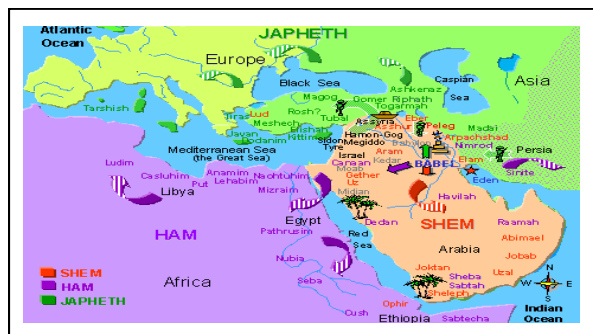 Atlantic
Ocean
JAPHETH
Europe
Black Sea
Caspian
Sea
Asia
Ashkenaz
Gomer Riphath
Togarmah
Magog
Tarshish
Tiras
Lud
Rosh?
Tubal
Meshech
Javan
Elishah
Dodanim
Kittim
Assyria
Asshur
Eber
Peleg
Madai
Arpachshad
Hamon-Gog
Megiddo
Sidon
Tyre
Babylon
Nimrod
Mediterranean Sea
(the Great Sea)
Israel
Aram
Kedar
Canaan
Moab
BABEL
Elam
Persia
Sinite
Eden
Gether
Uz
Midian
Ludim
Casluhim
Anamim
Lehabim
Naphtuhim
Put
Libya
Mizraim
Egypt
Dedan
Havilah
SHEM
Raamah
Pathrusim
Red
Sea
Arabia
Abimael
Jobab
HAM
Nubia
Joktan
Sheba
Sabtah
Uzal
Africa
Seba
Sheleph
Ophir
Cush
Ethiopia
Sabtecha
Indian
Ocean
N
W
E
S
SHEM
HAM
JAPHETH